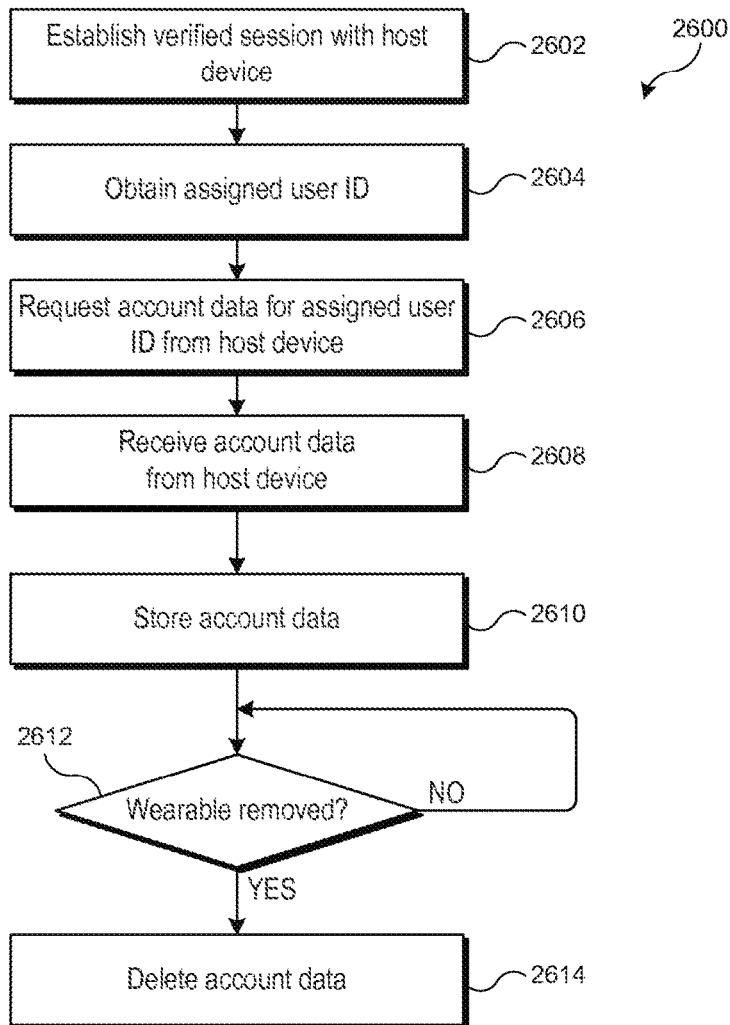 Establish verified session with host
device
2602
2600
Obtain assigned user ID
2604
Request account data for assigned user
ID from host device
2606
Receive account data
from host device
2608
Store account data
2610
2612
Wearable removed?
NO
YES
Delete account data
2614